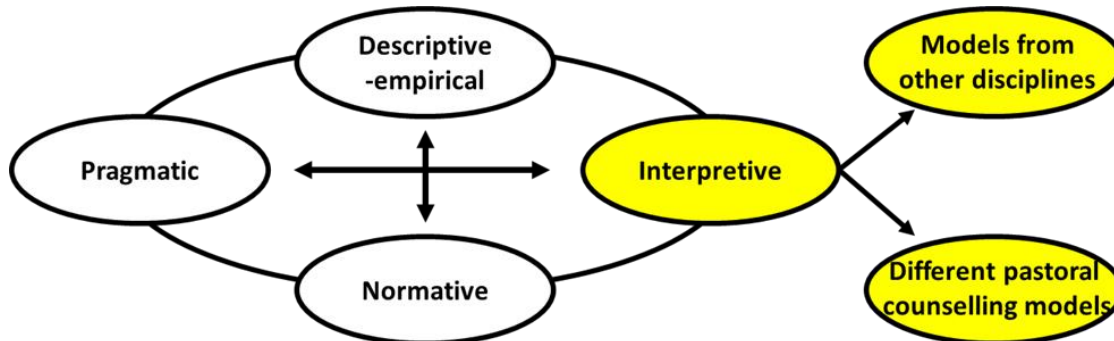 Descriptive
-empirical
Models from
other disciplines
Pragmatic
Interpretive
Normative
Different pastoral
counselling models